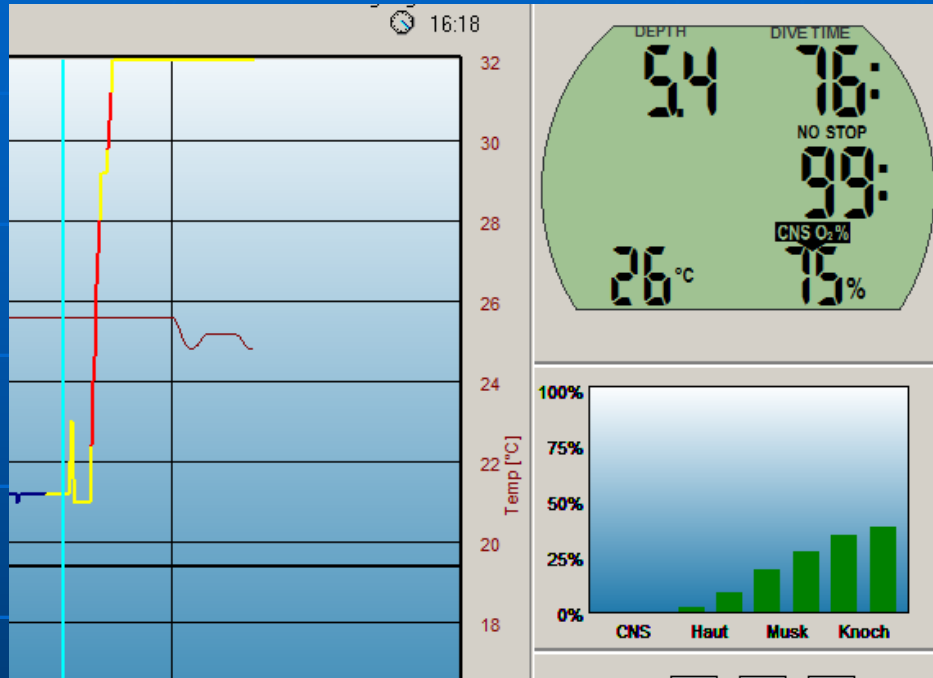 16:18
32
30
28
26
24
22
20
18
Temp [°C]
DEPTH DIVE TIME
5.4 76:
NO STOP
99:
CNS O₂%
26 °C 75 %
100%
75%
50%
25%
0%
CNS Haut Musk Knoch